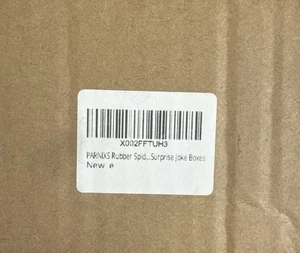 X002FFTUH3
PARNIXS Rubber Spid...Surprise Joke Boxes
New e